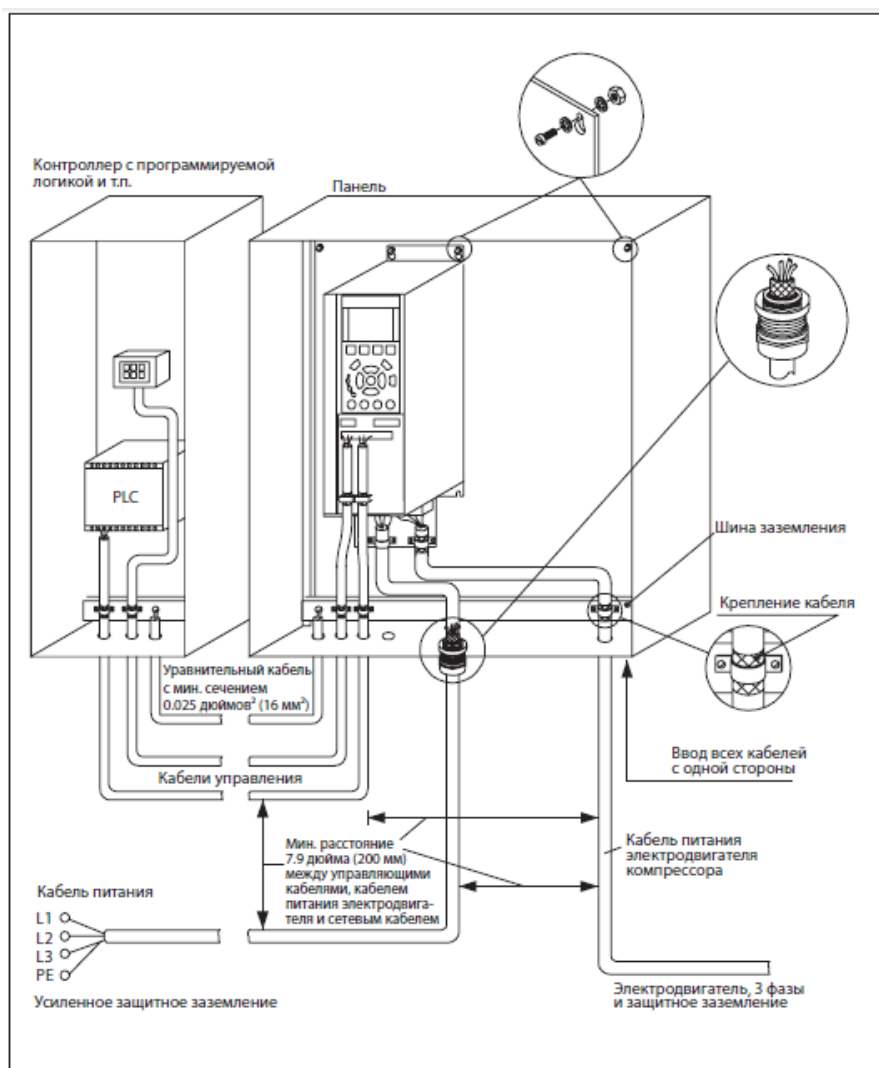 Контроллер с программируемой
логикой и т.п.
Панель
PLC
Шина заземления
Крепление кабеля
Уравнительный кабель
с мин. сечением
0.025 дюймов² (16 мм²)
Ввод всех кабелей
с одной стороны
Кабели управления
Мин. расстояние
7.9 дюйма (200 мм)
между управляющими
кабелями, кабелем
питания электродвига-
теля и сетевым кабелем
Кабель питания
электродвигателя
компрессора
Кабель питания
L1
L2
L3
PE
Усиленное защитное заземление
Электродвигатель, 3 фазы
и защитное заземление